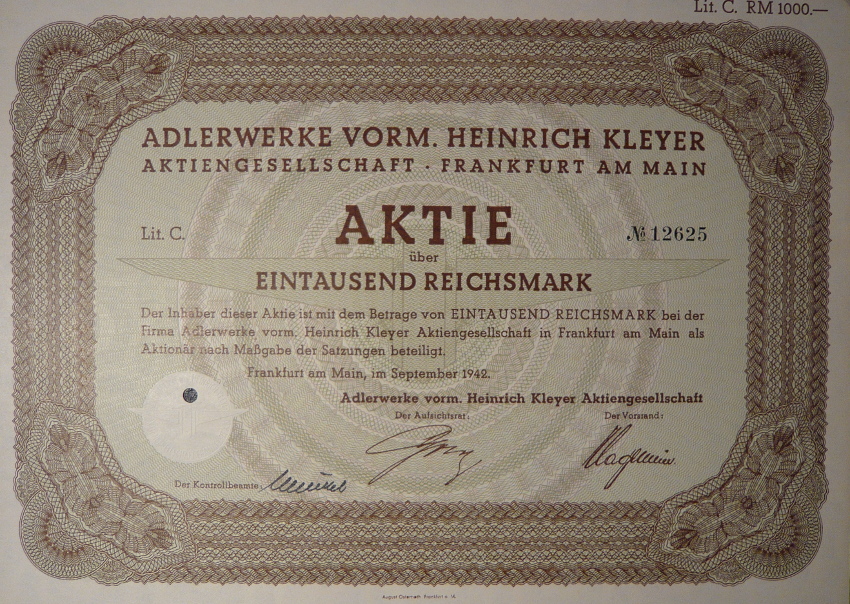 Lit. C. RM 1000.—
ADLERWERKE VORM. HEINRICH KLEYER
AKTIENGESELLSCHAFT · FRANKFURT AM MAIN
AKTIE
Lit. C.
№ 12625
über
EINTAUSEND REICHSMARK
Der Inhaber dieser Aktie ist mit dem Betrage von EINTAUSEND REICHSMARK bei der
Firma Adlerwerke vorm. Heinrich Kleyer Aktiengesellschaft in Frankfurt am Main als
Aktionär nach Maßgabe der Satzungen beteiligt.
Frankfurt am Main, im September 1942.
Adlerwerke vorm. Heinrich Kleyer Aktiengesellschaft
Der Aufsichtsrat:
Der Vorstand:
Der Kontrollbeamte:
August Osterrieth Frankfurt a. M.